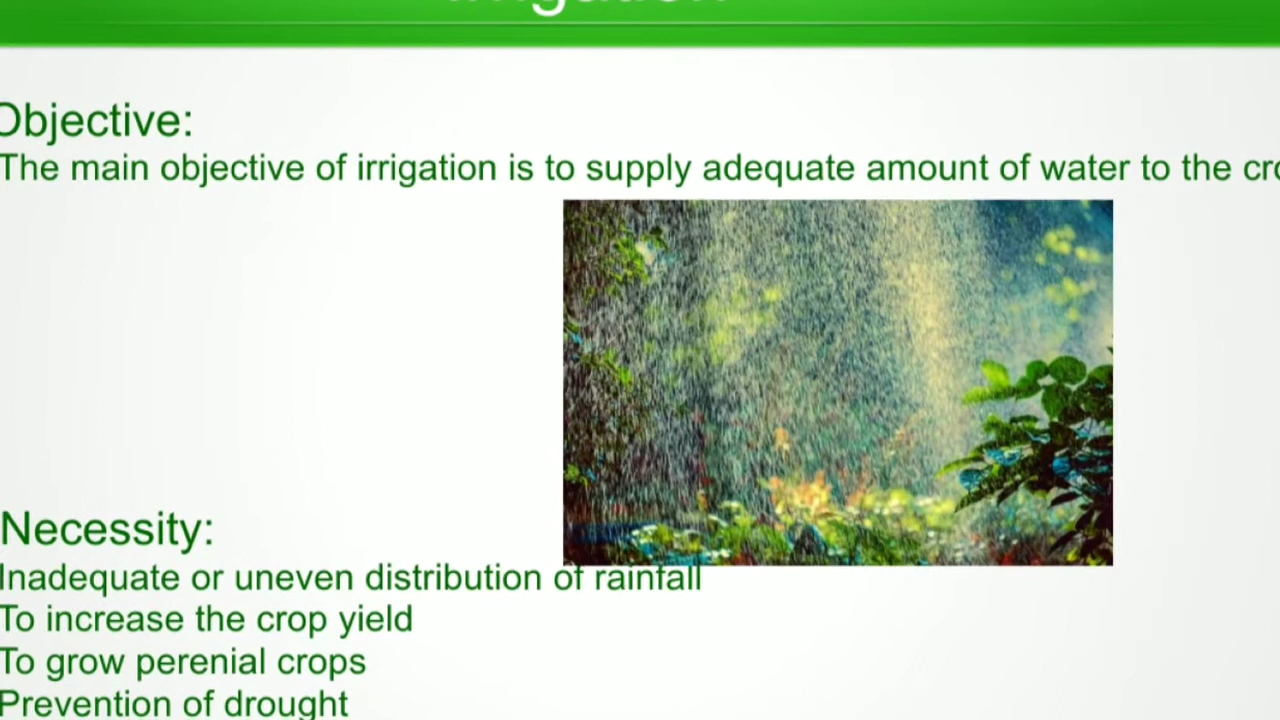 Irrigation
Objective:
The main objective of irrigation is to supply adequate amount of water to the
Necessity:
Inadequate or uneven distribution of rainfall
To increase the crop yield
To grow perenial crops
Prevention of drought